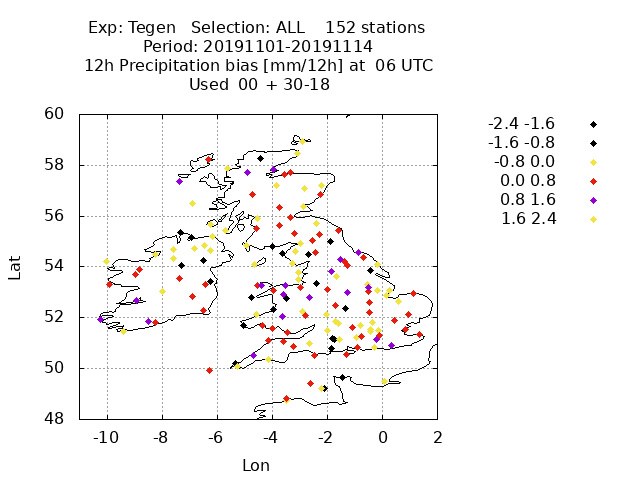 Exp: Tegen Selection: ALL 152 stations
Period: 20191101-20191114
12h Precipitation bias [mm/12h] at 06 UTC
Used 00 + 30-18
60
58
56
54
52
50
48
Lat
-10 -8 -6 -4 -2 0 2
Lon
-2.4 -1.6
-1.6 -0.8
-0.8 0.0
0.0 0.8
0.8 1.6
1.6 2.4